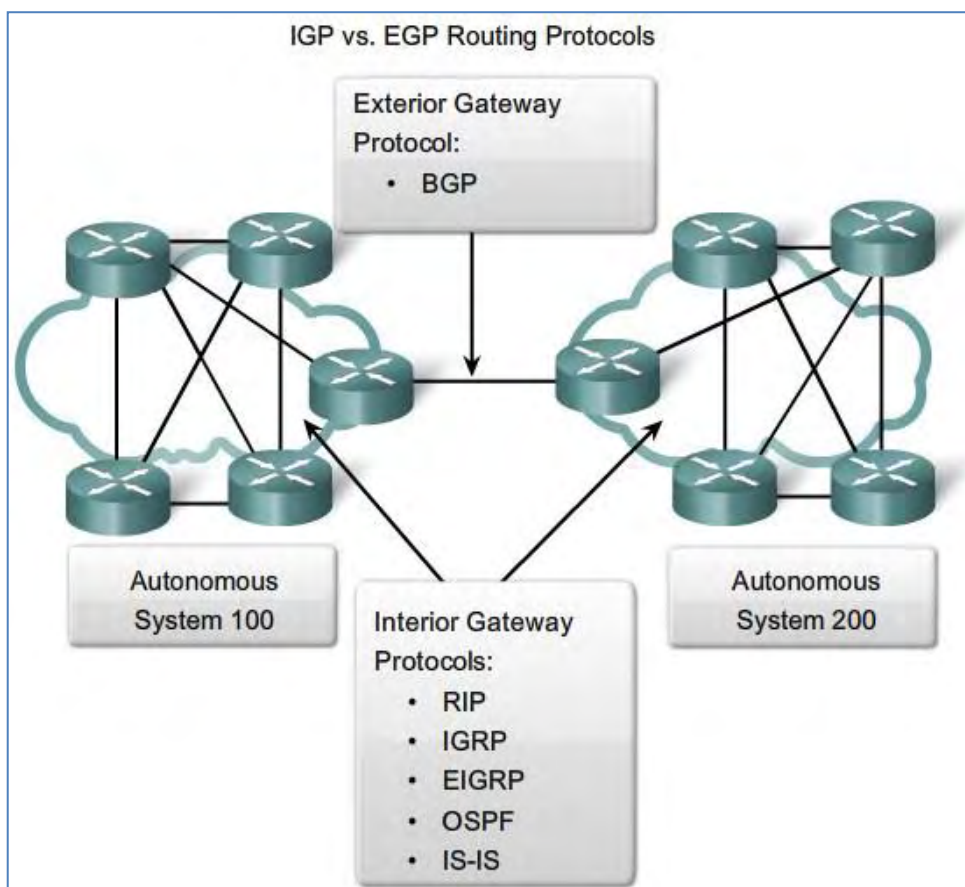 IGP vs. EGP Routing Protocols
Exterior Gateway
Protocol:
• BGP
Autonomous
System 100
Autonomous
System 200
Interior Gateway
Protocols:
• RIP
• IGRP
• EIGRP
• OSPF
• IS-IS